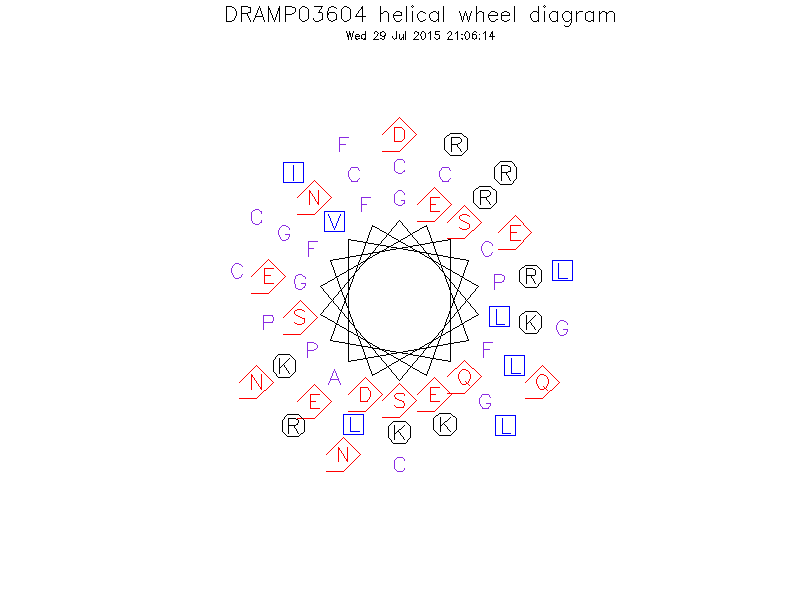 DRAMP03604 helical wheel diagram
Wed 29 Jul 2015 21:06:14
D
F R
C
I C C R
N F G E R
C V S E
G F C
C E G P R L
P S L K G
P F
N K A L Q
E D S E Q G
R L K K L
N C